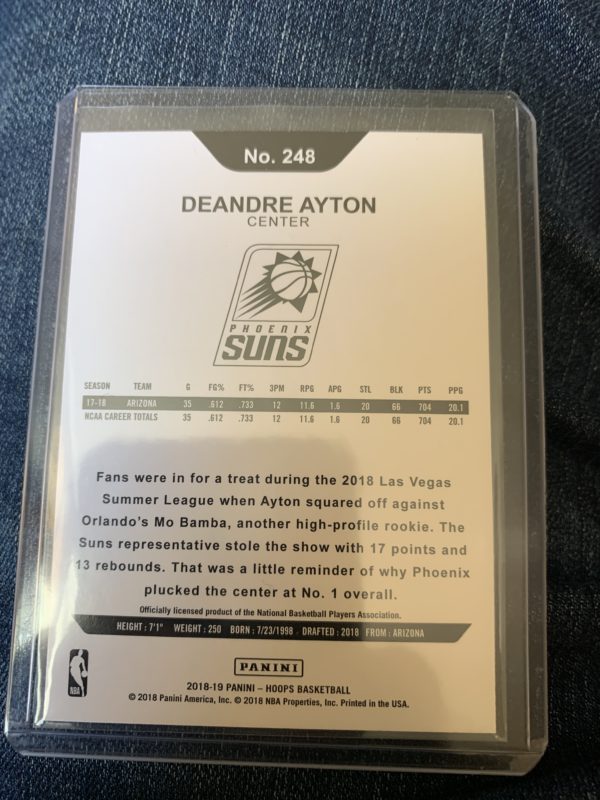 No. 248
DEANDRE AYTON
CENTER
PHOENIX
SUNS
SEASON TEAM G FG% FT% 3PM RPG APG STL BLK PTS PPG
17-18 ARIZONA 35 .612 .733 12 11.6 1.6 20 66 704 20.1
NCAA CAREER TOTALS 35 .612 .733 12 11.6 1.6 20 66 704 20.1
Fans were in for a treat during the 2018 Las Vegas
Summer League when Ayton squared off against
Orlando's Mo Bamba, another high-profile rookie. The
Suns representative stole the show with 17 points and
13 rebounds. That was a little reminder of why Phoenix
plucked the center at No. 1 overall.
Officially licensed product of the National Basketball Players Association.
HEIGHT : 7'1" WEIGHT : 250 BORN : 7/23/1998 DRAFTED : 2018 FROM : ARIZONA
NBA
PANINI
2018-19 PANINI – HOOPS BASKETBALL
© 2018 Panini America, Inc. © 2018 NBA Properties, Inc. Printed in the USA.